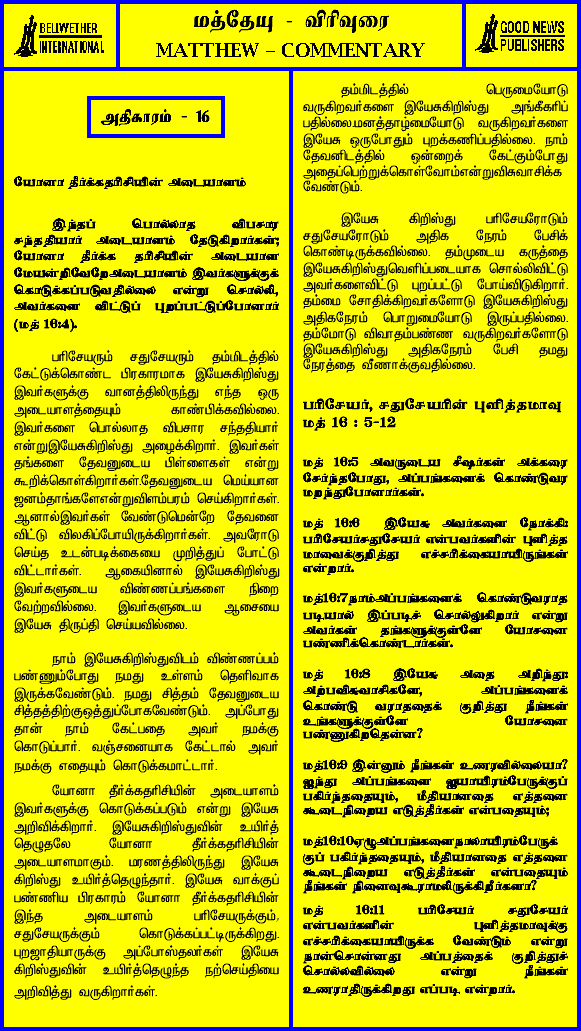 BELWETHER
INTERNATIONAL
மத்தேயு - விரிவுரை
MATTHEW – COMMENTARY
GOOD NEWS
PUBLISHERS
அதிகாரம் - 16
யோனா தீர்க்கதரிசியின் அடையாளம்
இந்தப் பொல்லாத விபசார
சந்ததியார் அடையாளம் தேடுகிறார்கள்;
யோனா தீர்க்க தரிசியின் அடையாள
மேயன்றிவேறேஅடையாளம் இவர்களுக்குக்
கொடுக்கப்படுவதில்லை என்று சொல்லி,
அவர்களை விட்டுப் புறப்பட்டுப்போனார்
(மத் 16:4).
பரிசேயரும் சதுசேயரும் தம்மிடத்தில்
கேட்டுக்கொண்ட பிரகாரமாக இயேசுகிறிஸ்து
இவர்களுக்கு வானத்திலிருந்து எந்த ஒரு
அடையாளத்தையும் காண்பிக்கவில்லை.
இவர்களை பொல்லாத விபசார சந்ததியார்
என்றுஇயேசுகிறிஸ்து அழைக்கிறார். இவர்கள்
தங்களை தேவனுடைய பிள்ளைகள் என்று
கூறிக்கொள்கிறார்கள்.தேவனுடைய மெய்யான
ஜனம்தாங்களேஎன்றுவிளம்பரம் செய்கிறார்கள்.
ஆனால்இவர்கள் வேண்டுமென்றே தேவனை
விட்டு விலகிப்போயிருக்கிறார்கள். அவரோடு
செய்த உடன்படிக்கையை முறித்துப் போட்டு
விட்டார்கள். ஆகையினால் இயேசுகிறிஸ்து
இவர்களுடைய விண்ணப்பங்களை நிறை
வேற்றவில்லை. இவர்களுடைய ஆசையை
இயேசு திருப்தி செய்யவில்லை.
நாம் இயேசுகிறிஸ்துவிடம் விண்ணப்பம்
பண்ணும்போது நமது உள்ளம் தெளிவாக
இருக்கவேண்டும். நமது சித்தம் தேவனுடைய
சித்தத்திற்குஒத்துப்போகவேண்டும். அப்போது
தான் நாம் கேட்பதை அவர் நமக்கு
கொடுப்பார். வஞ்சனையாக கேட்டால் அவர்
நமக்கு எதையும் கொடுக்கமாட்டார்.
யோனா தீர்க்கதரிசியின் அடையாளம்
இவர்களுக்கு கொடுக்கப்படும் என்று இயேசு
அறிவிக்கிறார். இயேசுகிறிஸ்துவின் உயிர்த்
தெழுதலே யோனா தீர்க்கதரிசியின்
அடையாளமாகும். மரணத்திலிருந்து இயேசு
கிறிஸ்து உயிர்த்தெழுந்தார். இயேசு வாக்குப்
பண்ணிய பிரகாரம் யோனா தீர்க்கதரிசியின்
இந்த அடையாளம் பரிசேயருக்கும்,
சதுசேயருக்கும் கொடுக்கப்பட்டிருக்கிறது.
புறஜாதியாருக்கு அப்போஸ்தலர்கள் இயேசு
கிறிஸ்துவின் உயிர்த்தெழுந்த நற்செய்தியை
அறிவித்து வருகிறார்கள்.
தம்மிடத்தில் பெருமையோடு
வருகிறவர்களை இயேசுகிறிஸ்து அங்கீகரிப்
பதில்லை.மனத்தாழ்மையோடு வருகிறவர்களை
இயேசு ஒருபோதும் புறக்கணிப்பதில்லை. நாம்
தேவனிடத்தில் ஒன்றைக் கேட்கும்போது
அதைப்பெற்றுக்கொள்வோம்என்றுவிசுவாசிக்க
வேண்டும்.
இயேசு கிறிஸ்து பரிசேயரோடும்
சதுசேயரோடும் அதிக நேரம் பேசிக்
கொண்டிருக்கவில்லை. தம்முடைய கருத்தை
இயேசுகிறிஸ்துவெளிப்படையாக சொல்லிவிட்டு
அவர்களைவிட்டு புறப்பட்டு போய்விடுகிறார்.
தம்மை சோதிக்கிறவர்களோடு இயேசுகிறிஸ்து
அதிகநேரம் பொறுமையோடு இருப்பதில்லை.
தம்மோடு விவாதம்பண்ண வருகிறவர்களோடு
இயேசுகிறிஸ்து அதிகநேரம் பேசி தமது
நேரத்தை வீணாக்குவதில்லை.
பரிசேயர், சதுசேயரின் புளித்தமாவு
மத் 16 : 5-12
மத் 16:5 அவருடைய சீஷர்கள் அக்கரை
சேர்ந்தபோது, அப்பங்களைக் கொண்டுவர
மறந்துபோனார்கள்.
மத் 16:6 இயேசு அவர்களை நோக்கி:
பரிசேயர்சதுசேயர் என்பவர்களின் புளித்த
மாவைக்குறித்து எச்சரிக்கையாயிருங்கள்
என்றார்.
மத்16:7நாம்அப்பங்களைக் கொண்டுவராத
படியால் இப்படிச் சொல்லுகிறார் என்று
அவர்கள் தங்களுக்குள்ளே யோசனை
பண்ணிக்கொண்டார்கள்.
மத் 16:8 இயேசு அதை அறிந்து:
அற்பவிசுவாசிகளே, அப்பங்களைக்
கொண்டு வராததைக் குறித்து நீங்கள்
உங்களுக்குள்ளே யோசனை
பண்ணுகிறதென்ன?
மத்16:9 இன்னும் நீங்கள் உணரவில்லையா?
ஐந்து அப்பங்களை ஐயாயிரம்பேருக்குப்
பகிர்ந்ததையும், மீதியானதை எத்தனை
கூடைநிறைய எடுத்தீர்கள் என்பதையும்;
மத்16:10ஏழுஅப்பங்களைநாலாயிரம்பேருக்
குப் பகிர்ந்ததையும், மீதியானதை எத்தனை
கூடைநிறைய எடுத்தீர்கள் என்பதையும்
நீங்கள் நினைவுகூராமலிருக்கிறீர்களா?
மத் 16:11 பரிசேயர் சதுசேயர்
என்பவர்களின் புளித்தமாவுக்கு
எச்சரிக்கையாயிருக்க வேண்டும் என்று
நான்சொன்னது அப்பத்தைக் குறித்துச்
சொல்லவில்லை என்று நீங்கள்
உணராதிருக்கிறது எப்படி என்றார்.